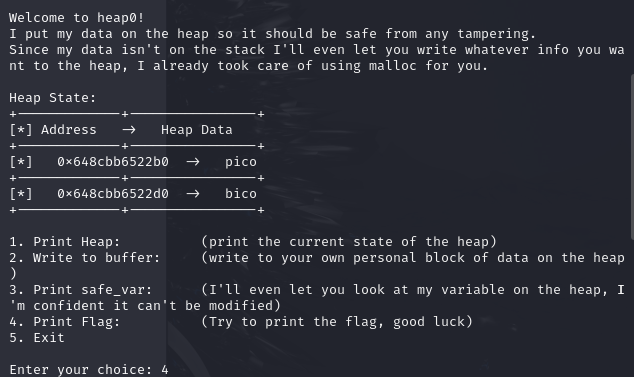 Welcome to heap0!
I put my data on the heap so it should be safe from any tampering.
Since my data isn't on the stack I'll even let you write whatever info you wa
nt to the heap, I already took care of using malloc for you.
Heap State:
+-------------+----------------+
[*] Address   ->   Heap Data
+-------------+----------------+
[*]   0x648cbb6522b0  ->   pico
+-------------+----------------+
[*]   0x648cbb6522d0  ->   bico
+-------------+----------------+
1. Print Heap:          (print the current state of the heap)
2. Write to buffer:     (write to your own personal block of data on the heap
)
3. Print safe_var:      (I'll even let you look at my variable on the heap, I
'm confident it can't be modified)
4. Print Flag:          (Try to print the flag, good luck)
5. Exit
Enter your choice: 4